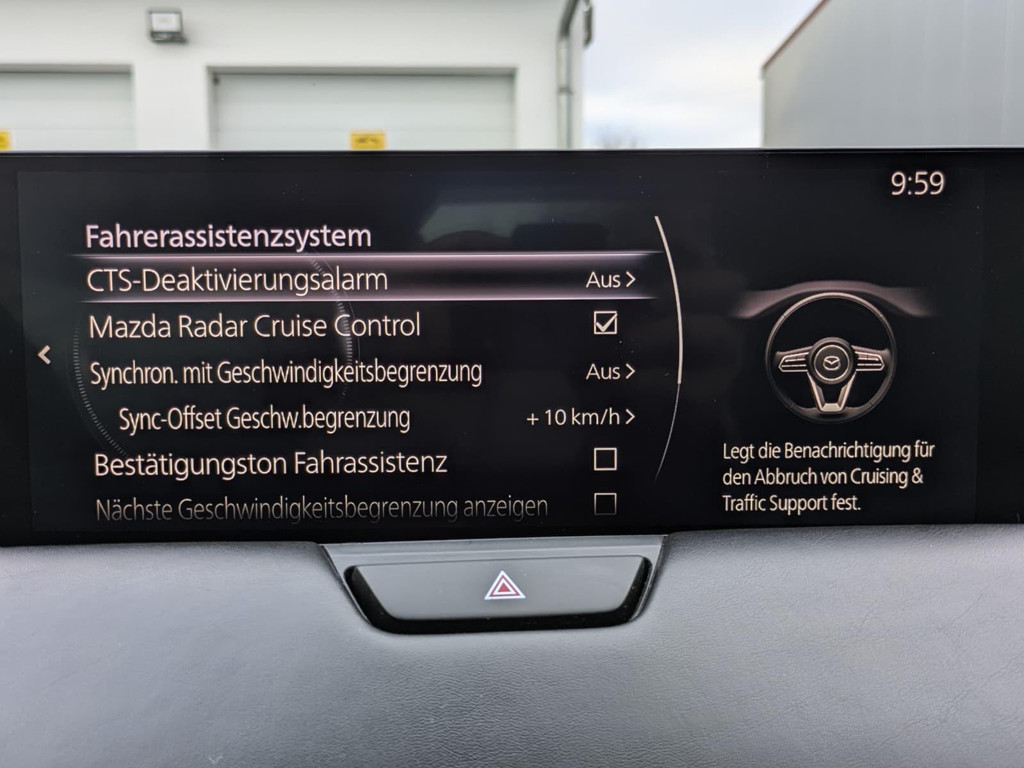 9:59
Fahrerassistenzsystem
CTS-Deaktivierungsalarm Aus >
Mazda Radar Cruise Control
Synchron. mit Geschwindigkeitsbegrenzung Aus >
Sync-Offset Geschw.begrenzung + 10 km/h >
Bestätigungston Fahrassistenz
Nächste Geschwindigkeitsbegrenzung anzeigen
Legt die Benachrichtigung für
den Abbruch von Cruising &
Traffic Support fest.